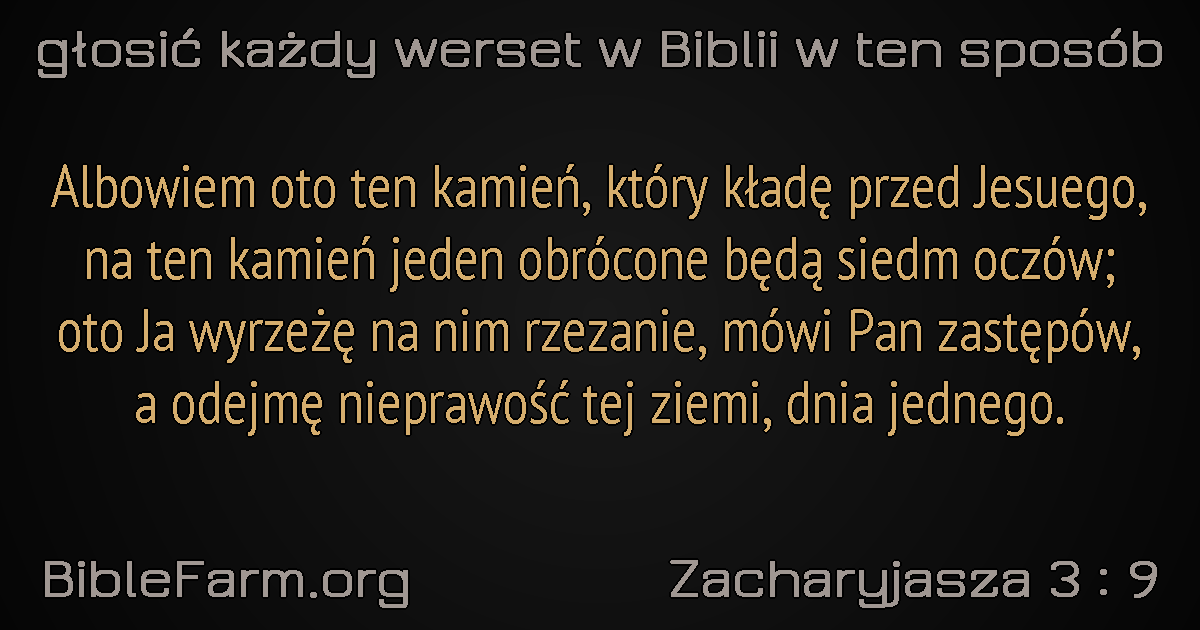 głosić każdy werset w Biblii w ten sposób
Albowiem oto ten kamień, który kładę przed Jesuego,
na ten kamień jeden obrócone będą siedm oczów;
oto Ja wyrzeżę na nim rzezanie, mówi Pan zastępów,
a odejmę nieprawość tej ziemi, dnia jednego.
BibleFarm.org
Zacharyjasza 3 : 9